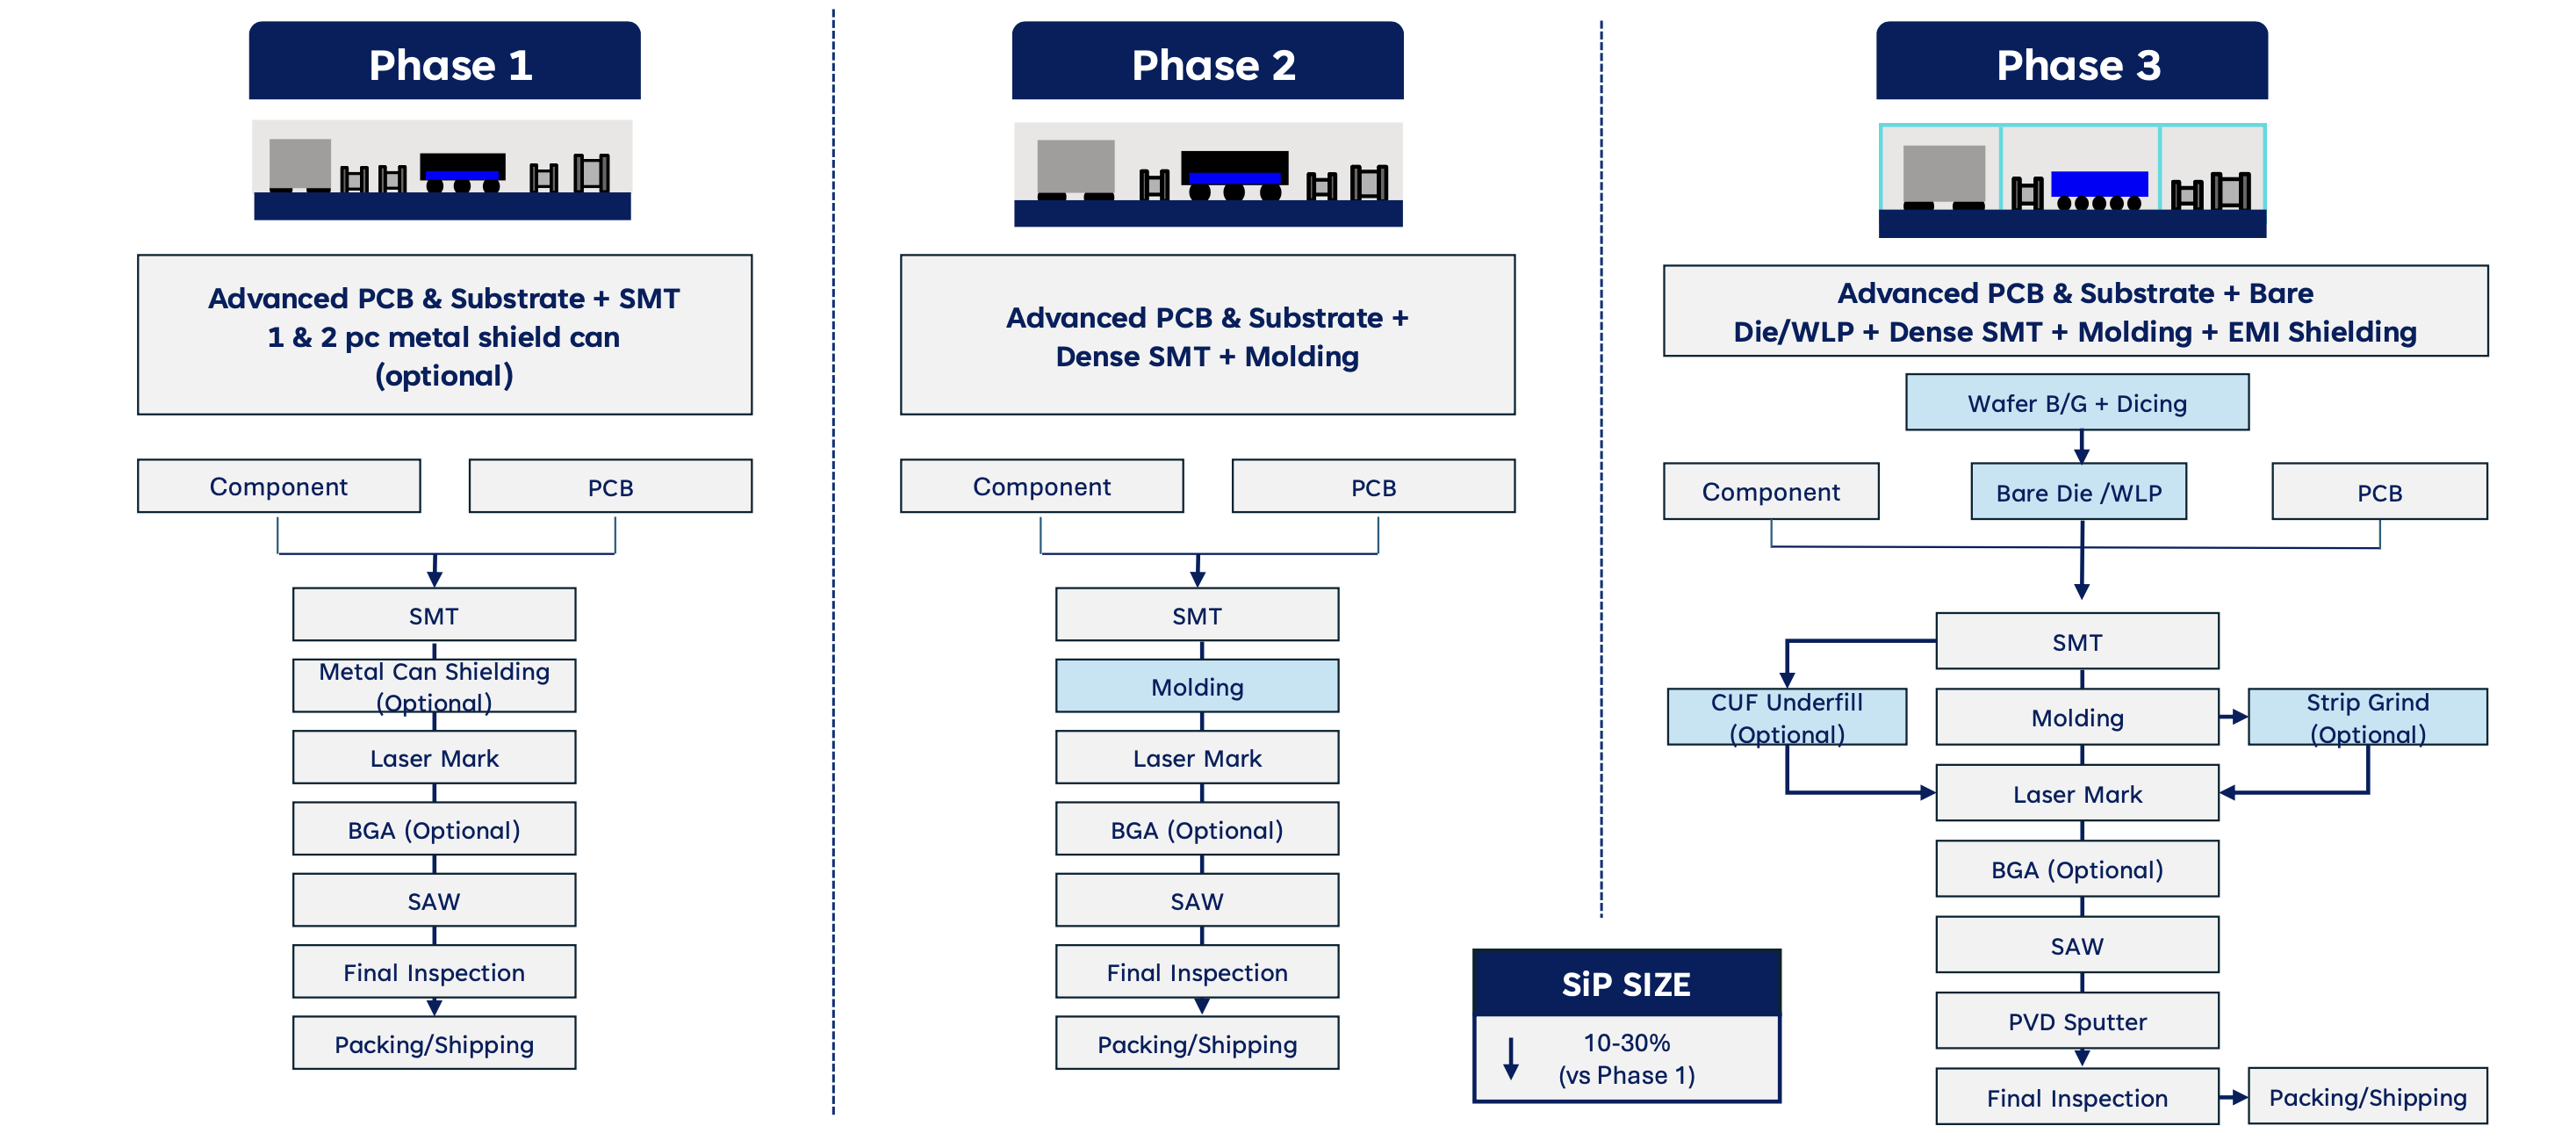 Phase 1
Advanced PCB & Substrate + SMT
1 & 2 pc metal shield can
(optional)
Component
PCB
SMT
Metal Can Shielding
(Optional)
Laser Mark
BGA (Optional)
SAW
Final Inspection
Packing/Shipping
Phase 2
Advanced PCB & Substrate +
Dense SMT + Molding
Component
PCB
SMT
Molding
Laser Mark
BGA (Optional)
SAW
Final Inspection
Packing/Shipping
SiP SIZE
10-30%
(vs Phase 1)
Phase 3
Advanced PCB & Substrate + Bare
Die/WLP + Dense SMT + Molding + EMI Shielding
Wafer B/G + Dicing
Component
Bare Die /WLP
PCB
SMT
CUF Underfill
(Optional)
Molding
Strip Grind
(Optional)
Laser Mark
BGA (Optional)
SAW
PVD Sputter
Final Inspection
Packing/Shipping